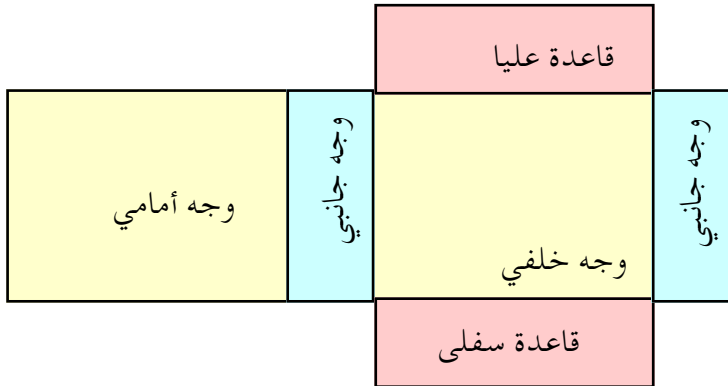 قاعدة عليا
وجه جانبي
وجه جانبي
وجه أمامي
وجه خلفي
قاعدة سفلى